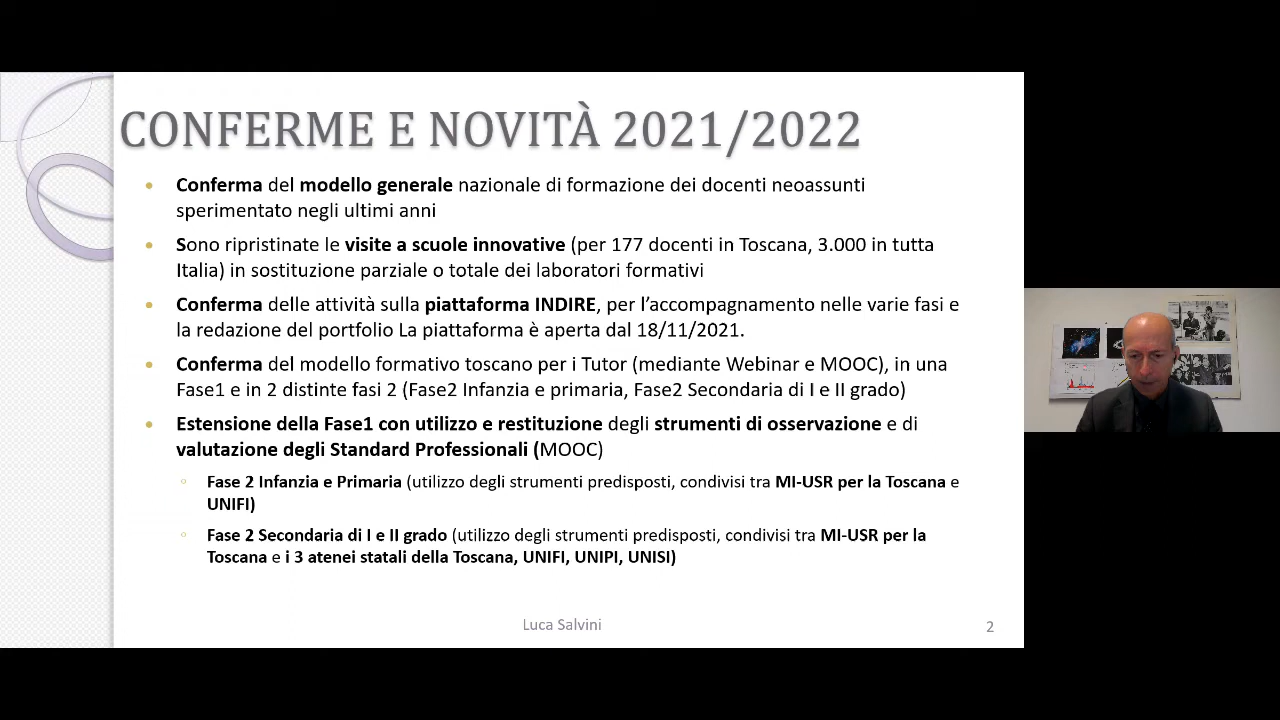 CONFERME E NOVITÀ 2021/2022
Conferma del modello generale nazionale di formazione dei docenti neoassunti
sperimentato negli ultimi anni
Sono ripristinate le visite a scuole innovative (per 177 docenti in Toscana, 3.000 in tutta
Italia) in sostituzione parziale o totale dei laboratori formativi
Conferma delle attività sulla piattaforma INDIRE, per l’accompagnamento nelle varie fasi e
la redazione del portfolio La piattaforma è aperta dal 18/11/2021.
Conferma del modello formativo toscano per i Tutor (mediante Webinar e MOOC), in una
Fase1 e in 2 distinte fasi 2 (Fase2 Infanzia e primaria, Fase2 Secondaria di I e II grado)
Estensione della Fase1 con utilizzo e restituzione degli strumenti di osservazione e di
valutazione degli Standard Professionali (MOOC)
Fase 2 Infanzia e Primaria (utilizzo degli strumenti predisposti, condivisi tra MI-USR per la Toscana e
UNIFI)
Fase 2 Secondaria di I e II grado (utilizzo degli strumenti predisposti, condivisi tra MI-USR per la
Toscana e i 3 atenei statali della Toscana, UNIFI, UNIPI, UNISI)
Luca Salvini
2